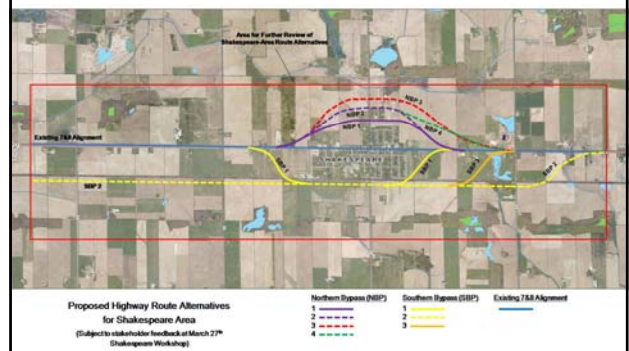 Area for Further Review of
Shakespeare-Area Route Alternatives
NBP 3
NBP 2
NBP 1
NBP 4
Existing 7&8 Alignment
SHAKESPEARE
SBP 1
SBP 1
SBP 3
SBP 2
SBP 2
Proposed Highway Route Alternatives
for Shakespeare Area
(Subject to stakeholder feedback at March 27th
Shakespeare Workshop)
Northern Bypass (NBP)
1
2
3
4
Southern Bypass (SBP)
1
2
3
Existing 7&8 Alignment